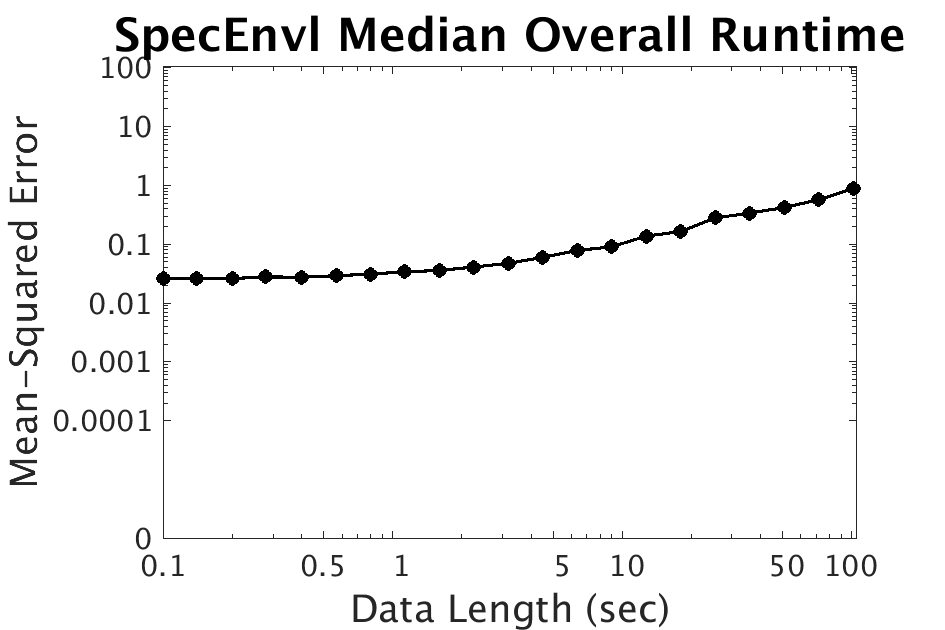 SpecEnvl Median Overall Runtime
Mean-Squared Error
100
10
1
0.1
0.01
0.001
0.0001
0
0.1 0.5 1 5 10 50 100
Data Length (sec)